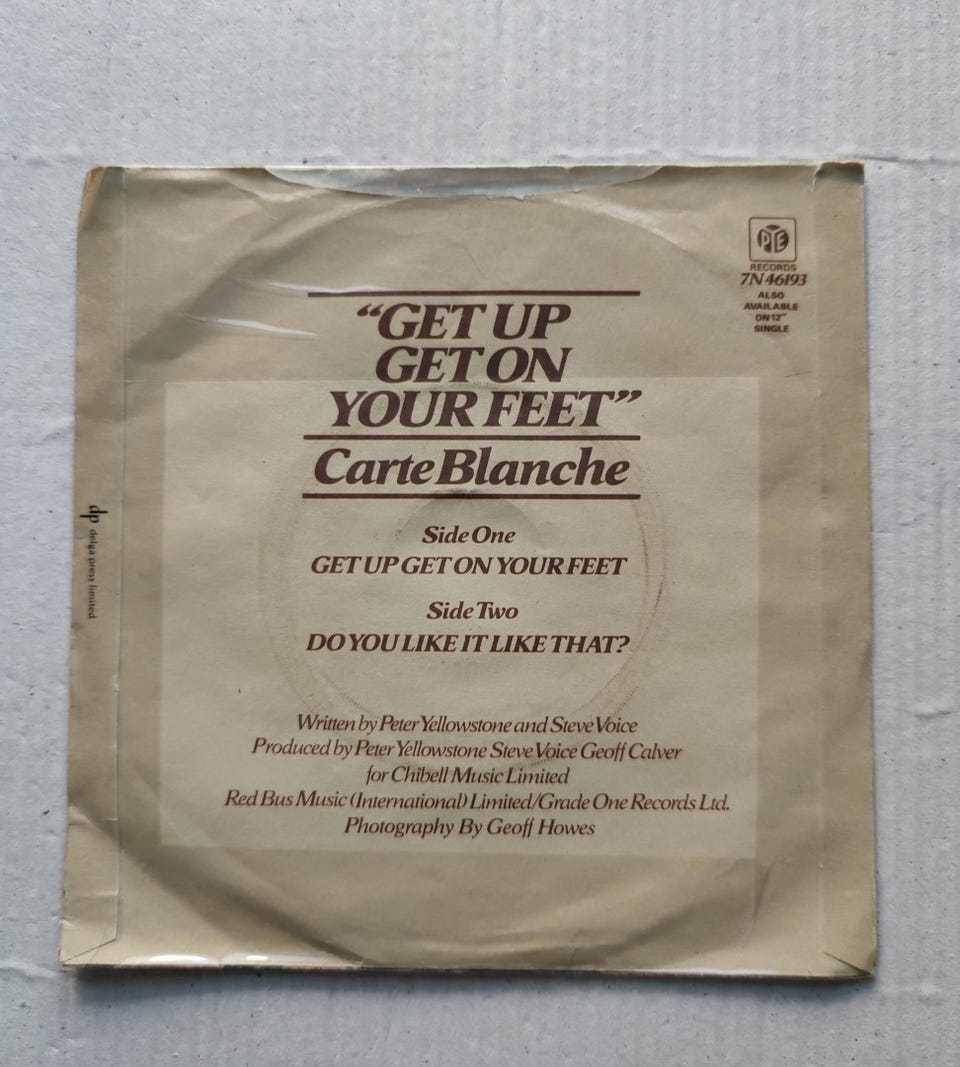 PYE
RECORDS
7N 46193
ALSO
AVAILABLE
ON 12"
SINGLE
“GET UP
GET ON
YOUR FEET”
Carte Blanche
Side One
GET UP GET ON YOUR FEET
Side Two
DO YOU LIKE IT LIKE THAT?
Written by Peter Yellowstone and Steve Voice
Produced by Peter Yellowstone Steve Voice Geoff Calver
for Chibell Music Limited
Red Bus Music (International) Limited/Grade One Records Ltd.
Photography By Geoff Howes
dp delga press limited